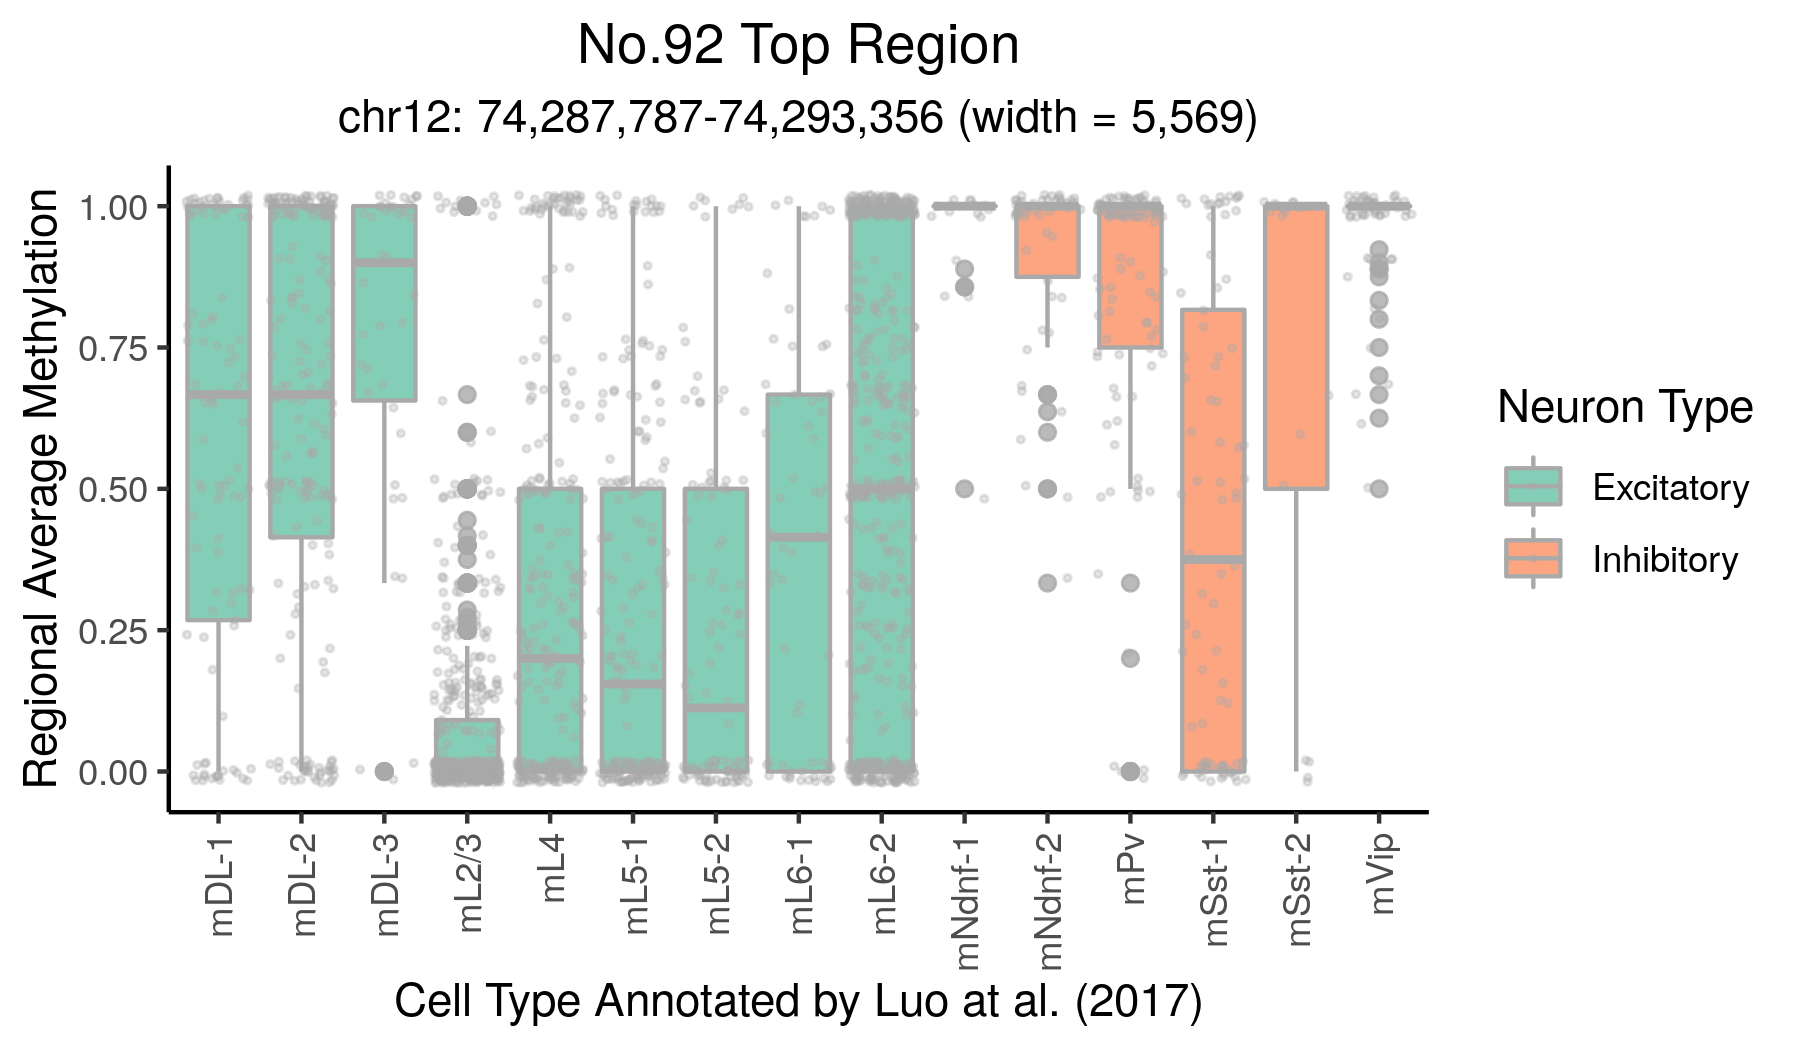 No.92 Top Region
chr12: 74,287,787-74,293,356 (width = 5,569)
Regional Average Methylation
1.00
0.75
0.50
0.25
0.00
mDL-1
mDL-2
mDL-3
mL2/3
mL4
mL5-1
mL5-2
mL6-1
mL6-2
mNdnf-1
mNdnf-2
mPv
mSst-1
mSst-2
mVip
Cell Type Annotated by Luo at al. (2017)
Neuron Type
Excitatory
Inhibitory